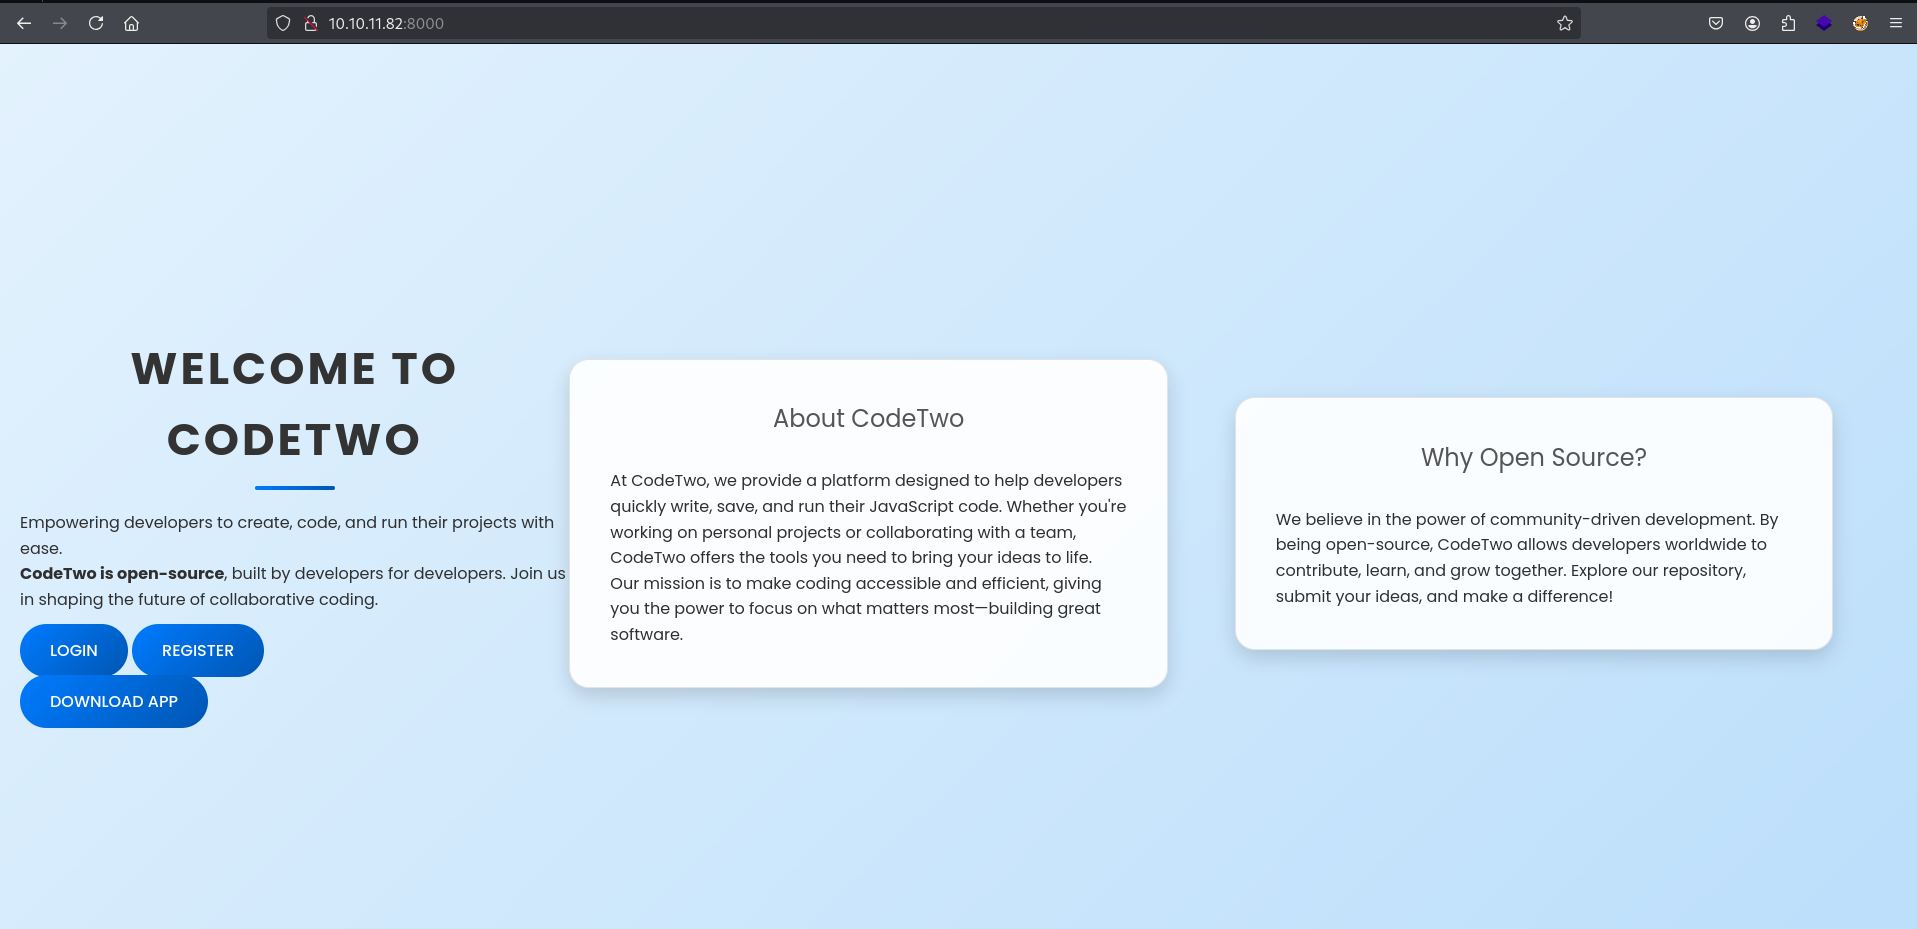 10.10.11.82:8000
WELCOME TO
CODETWO
Empowering developers to create, code, and run their projects with
ease.
CodeTwo is open-source, built by developers for developers. Join us
in shaping the future of collaborative coding.
LOGIN
REGISTER
DOWNLOAD APP
About CodeTwo
At CodeTwo, we provide a platform designed to help developers
quickly write, save, and run their JavaScript code. Whether you're
working on personal projects or collaborating with a team,
CodeTwo offers the tools you need to bring your ideas to life.
Our mission is to make coding accessible and efficient, giving
you the power to focus on what matters most—building great
software.
Why Open Source?
We believe in the power of community-driven development. By
being open-source, CodeTwo allows developers worldwide to
contribute, learn, and grow together. Explore our repository,
submit your ideas, and make a difference!